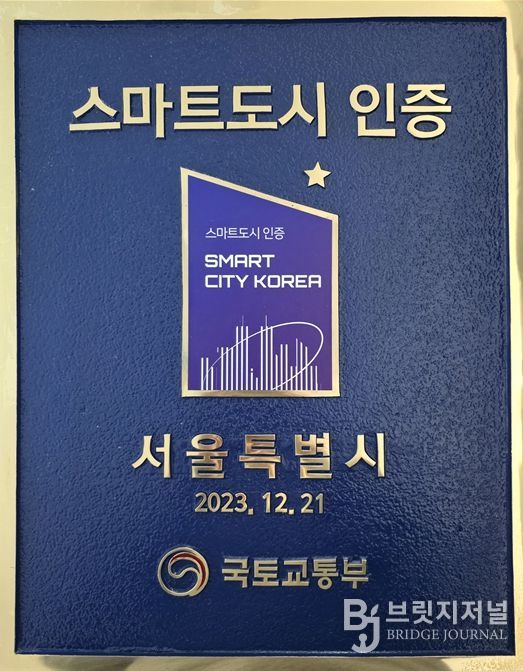 스마트도시 인증
스마트도시 인증
SMART
CITY KOREA
서울특별시
2023. 12. 21
국토교통부
BJ 브릿지저널
BRIDGE JOURNAL